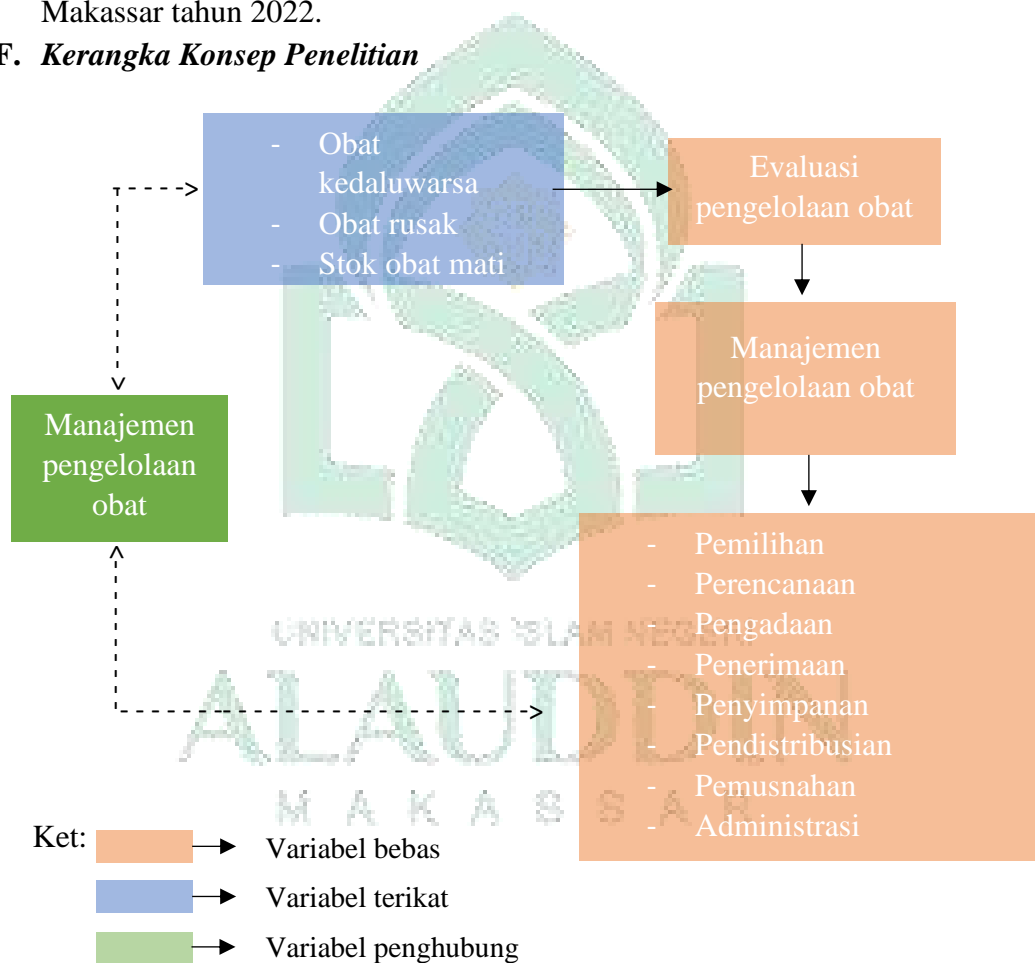 Makassar tahun 2022.
F. Kerangka Konsep Penelitian
- Obat
kedaluwarsa
- Obat rusak
- Stok obat mati
Evaluasi
pengelolaan obat
Manajemen
pengelolaan obat
Manajemen
pengelolaan
obat
- Pemilihan
- Perencanaan
- Pengadaan
- Penerimaan
- Penyimpanan
- Pendistribusian
- Pemusnahan
- Administrasi
UNIVERSITAS ISLAM NEGERI
ALAUDDIN
MAKASSAR
Ket:
Variabel bebas
Variabel terikat
Variabel penghubung